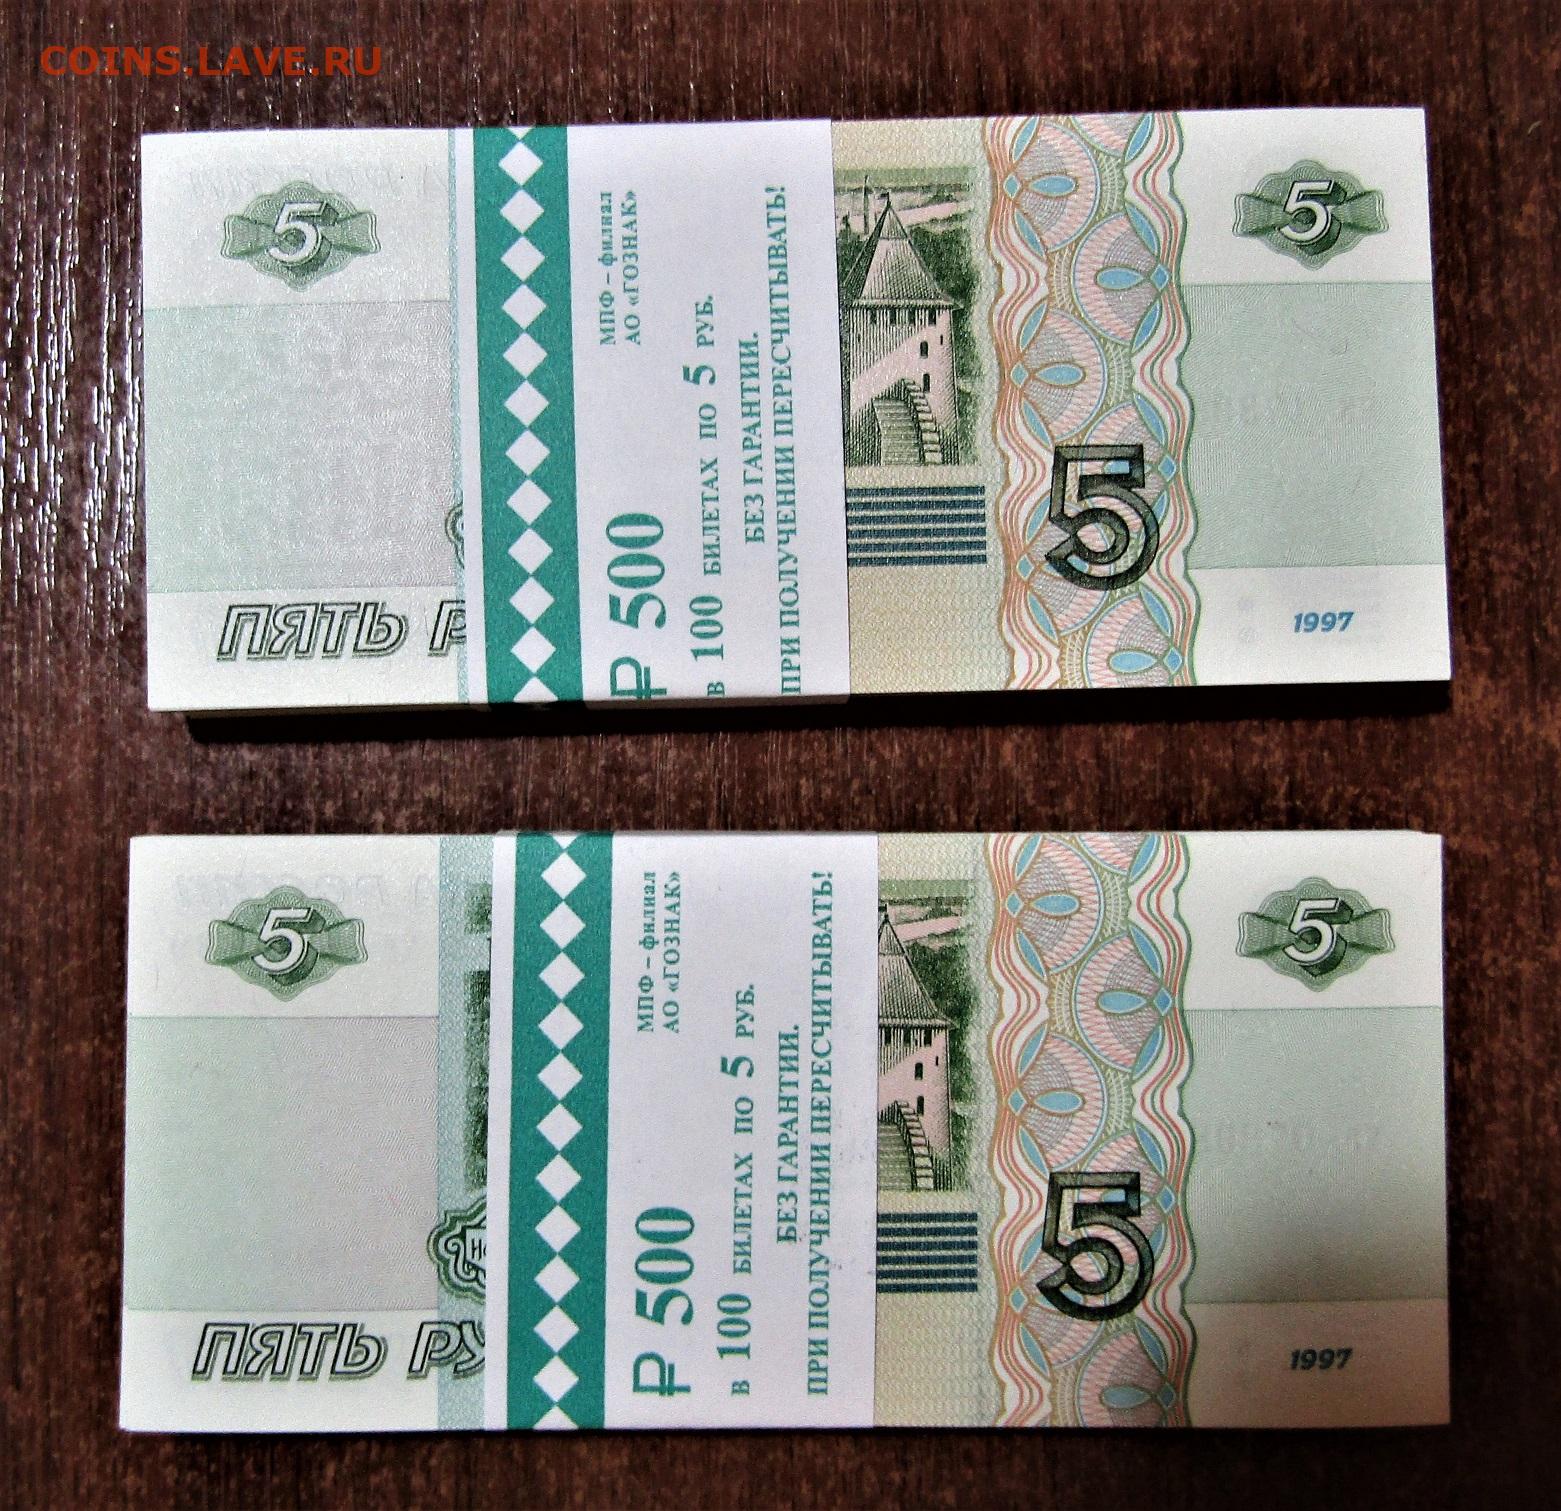 COINS.LAVE.RU
5
ПЯТЬ Р
МПФ – филиал
АО «ГОЗНАК»
₽ 500
в 100 БИЛЕТАХ ПО 5 РУБ.
БЕЗ ГАРАНТИИ.
ПРИ ПОЛУЧЕНИИ ПЕРЕСЧИТЫВАТЬ!
5
5
1997
5
ПЯТЬ РУ
МПФ – филиал
АО «ГОЗНАК»
₽ 500
в 100 БИЛЕТАХ ПО 5 РУБ.
БЕЗ ГАРАНТИИ.
ПРИ ПОЛУЧЕНИИ ПЕРЕСЧИТЫВАТЬ!
5
5
1997